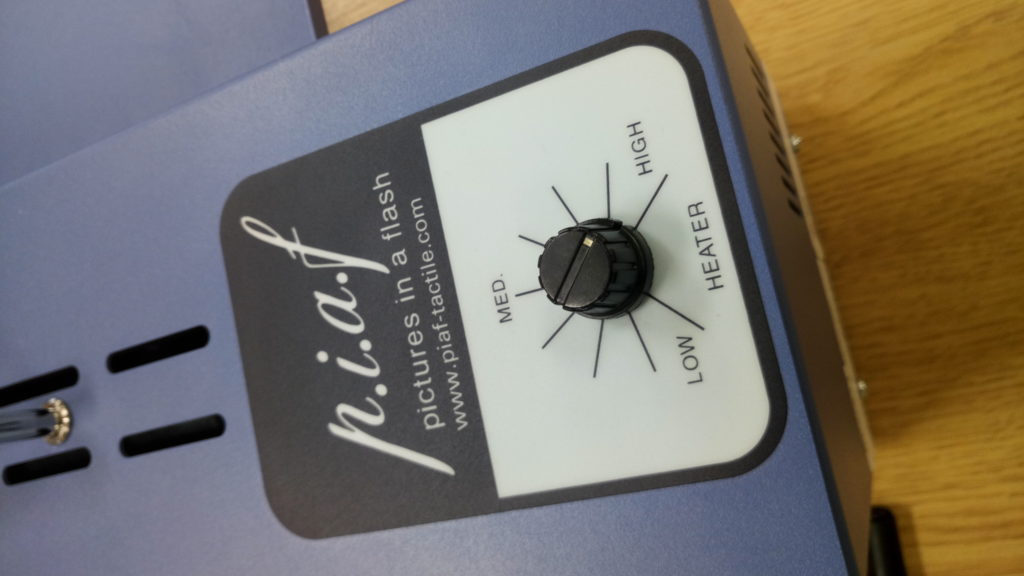 p.i.a.f
pictures in a flash
www.piaf-tactile.com
MED.
LOW
HIGH
HEATER